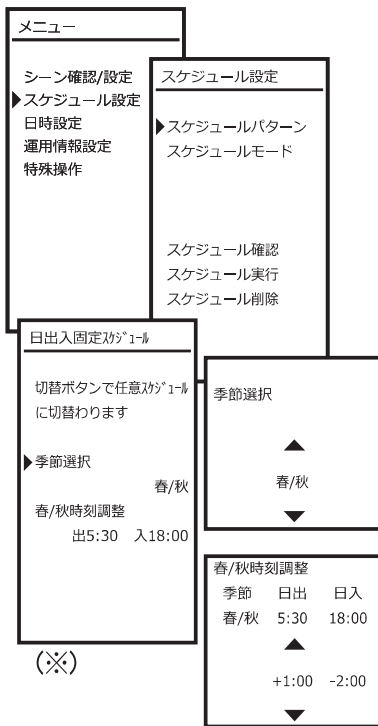 メニュー
シーン確認/設定
▶スケジュール設定
日時設定
運用情報設定
特殊操作
スケジュール設定
▶スケジュールパターン
スケジュールモード
スケジュール確認
スケジュール実行
スケジュール削除
日出入固定ｽｹｼﾞｭｰﾙ
切替ボタンで任意ｽｹｼﾞｭｰﾙ
に切替わります
▶季節選択
春/秋
春/秋時刻調整
出5:30 入18:00
(※)
季節選択
▲
春/秋
▼
春/秋時刻調整
季節 日出 日入
春/秋 5:30 18:00
▲
+1:00 -2:00
▼